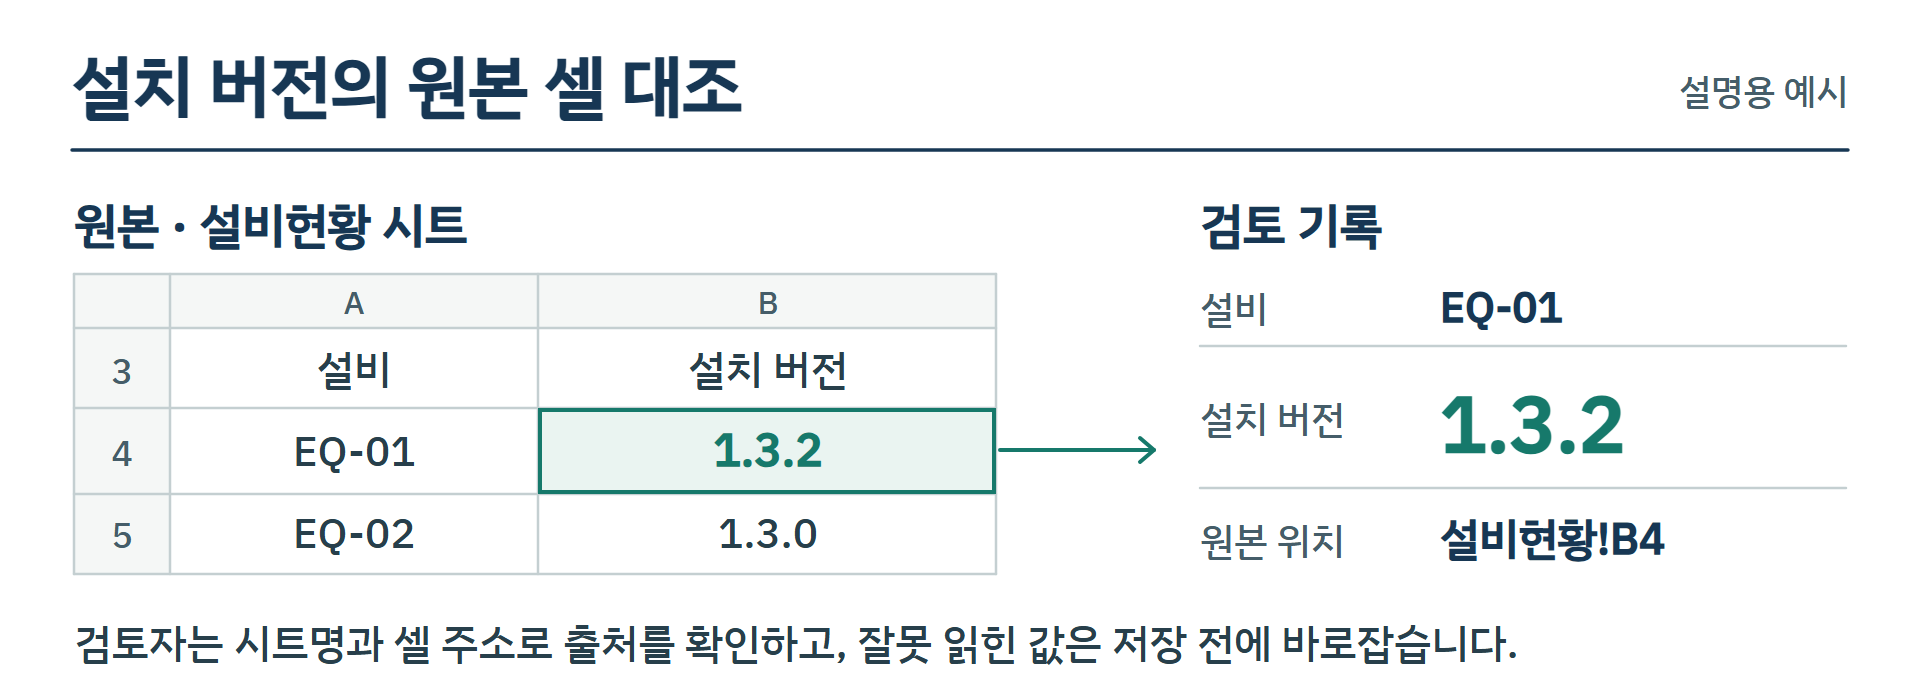 설치 버전의 원본 셀 대조
설명용 예시
원본 · 설비현황 시트
A B
3 설비 설치 버전
4 EQ-01 1.3.2
5 EQ-02 1.3.0
검토 기록
설비 EQ-01
설치 버전 1.3.2
원본 위치 설비현황!B4
검토자는 시트명과 셀 주소로 출처를 확인하고, 잘못 읽힌 값은 저장 전에 바로잡습니다.